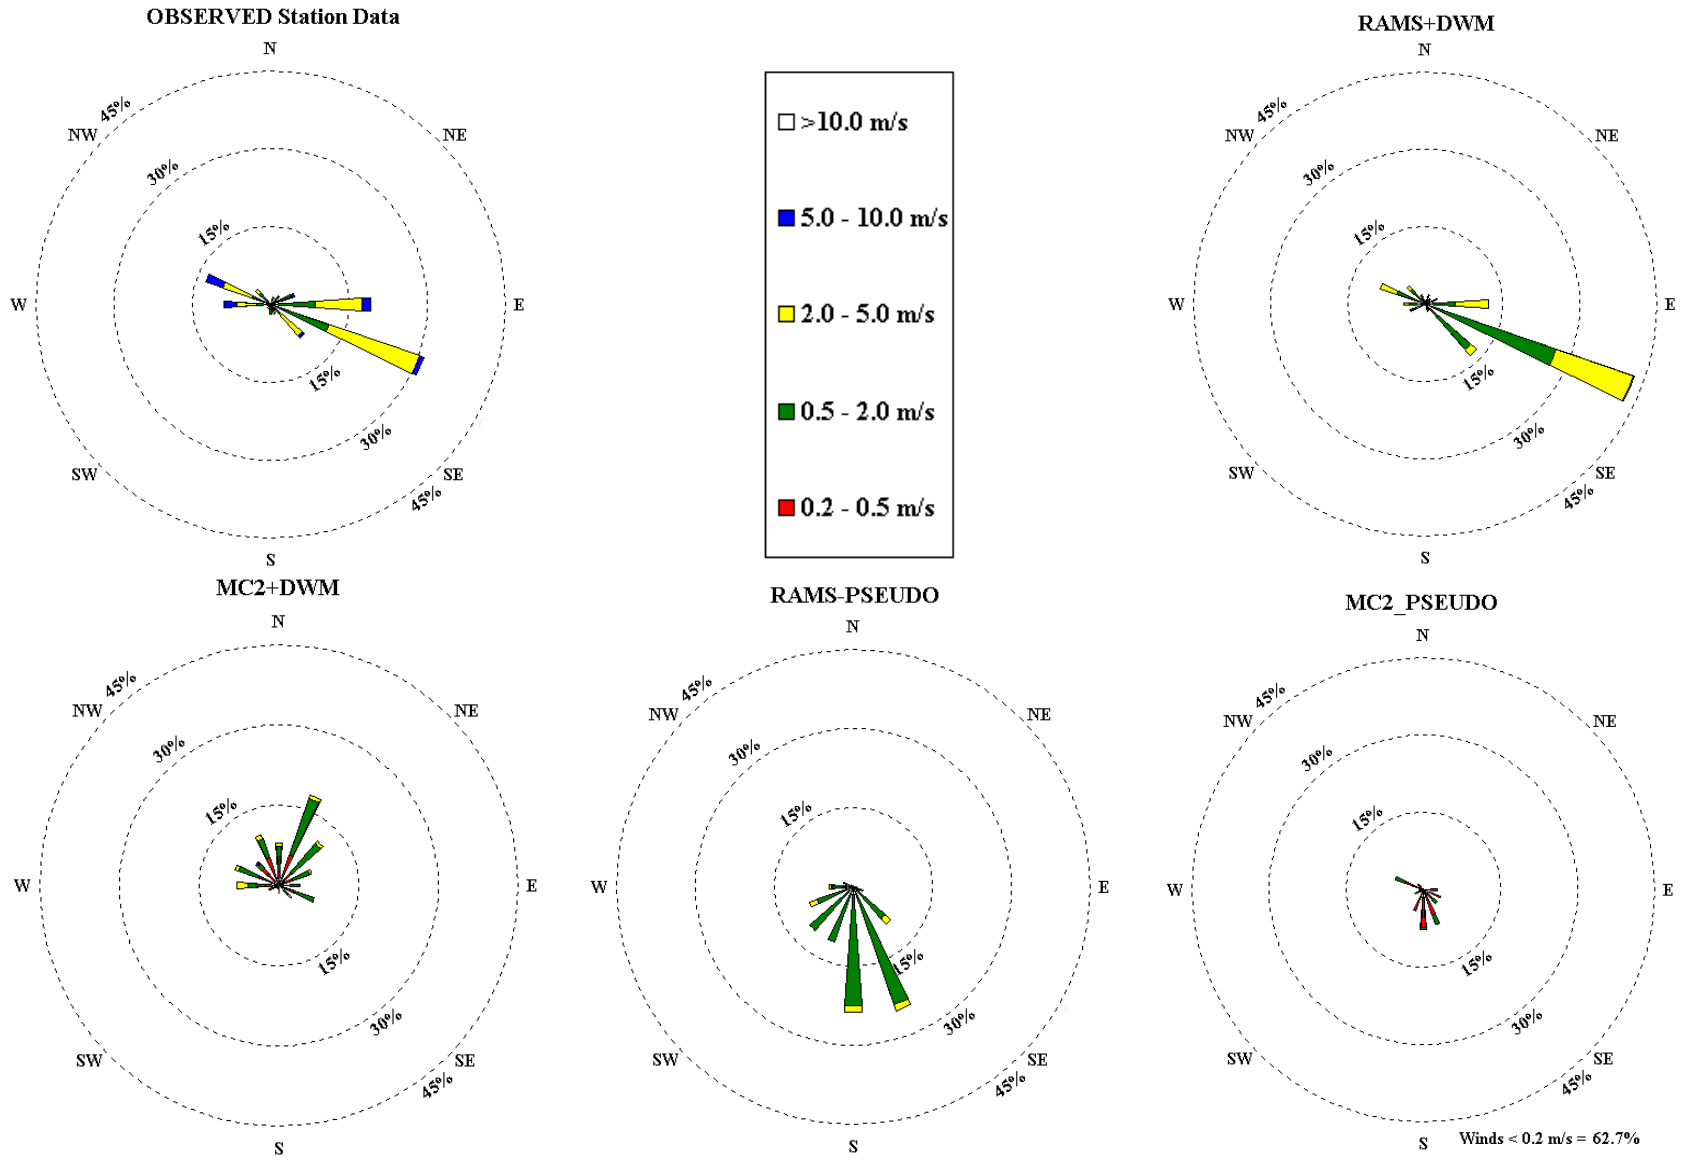 OBSERVED Station Data
N
45%
NW
NE
30%
15%
W
E
15%
30%
SW
SE
45%
S
>10.0 m/s
5.0 - 10.0 m/s
2.0 - 5.0 m/s
0.5 - 2.0 m/s
0.2 - 0.5 m/s
RAMS+DWM
N
45%
NW
NE
30%
15%
W
E
15%
30%
SW
SE
45%
S
MC2+DWM
N
45%
NW
NE
30%
15%
W
E
15%
30%
SW
SE
45%
S
RAMS-PSEUDO
N
45%
NW
NE
30%
15%
W
E
15%
30%
SW
SE
45%
S
MC2_PSEUDO
N
45%
NW
NE
30%
15%
W
E
15%
30%
SW
SE
45%
S
Winds < 0.2 m/s = 62.7%